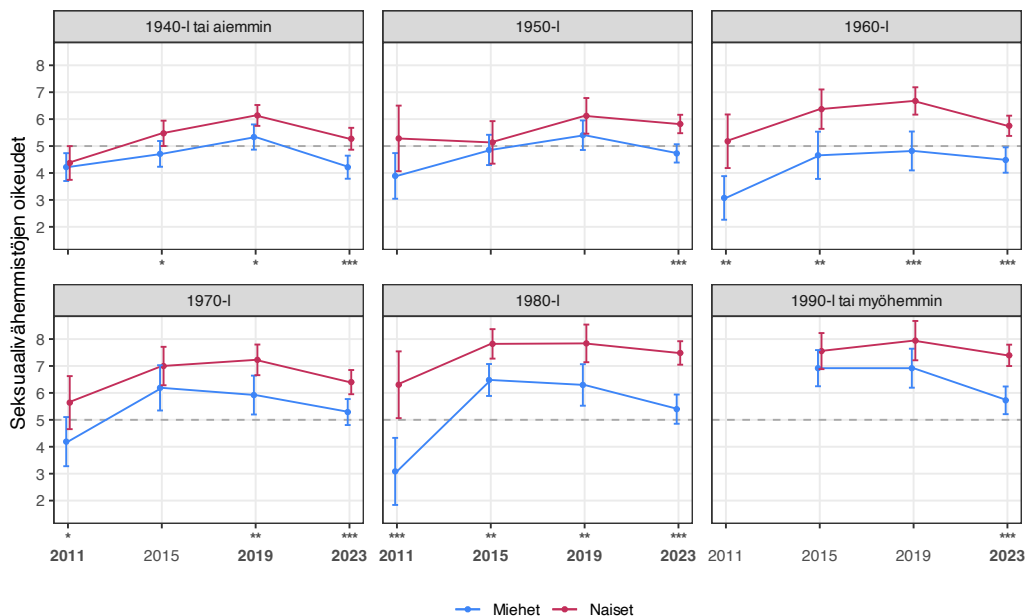 1940-l tai aiemmin 1950-l 1960-l
Seksuaalivähemmistöjen oikeudet
8
7
6
5
4
3
2
* * *** *** ** ** *** ***
1970-l 1980-l 1990-l tai myöhemmin
8
7
6
5
4
3
2
* ** *** *** ** ** *** ***
2011 2015 2019 2023 2011 2015 2019 2023 2011 2015 2019 2023
Miehet Naiset